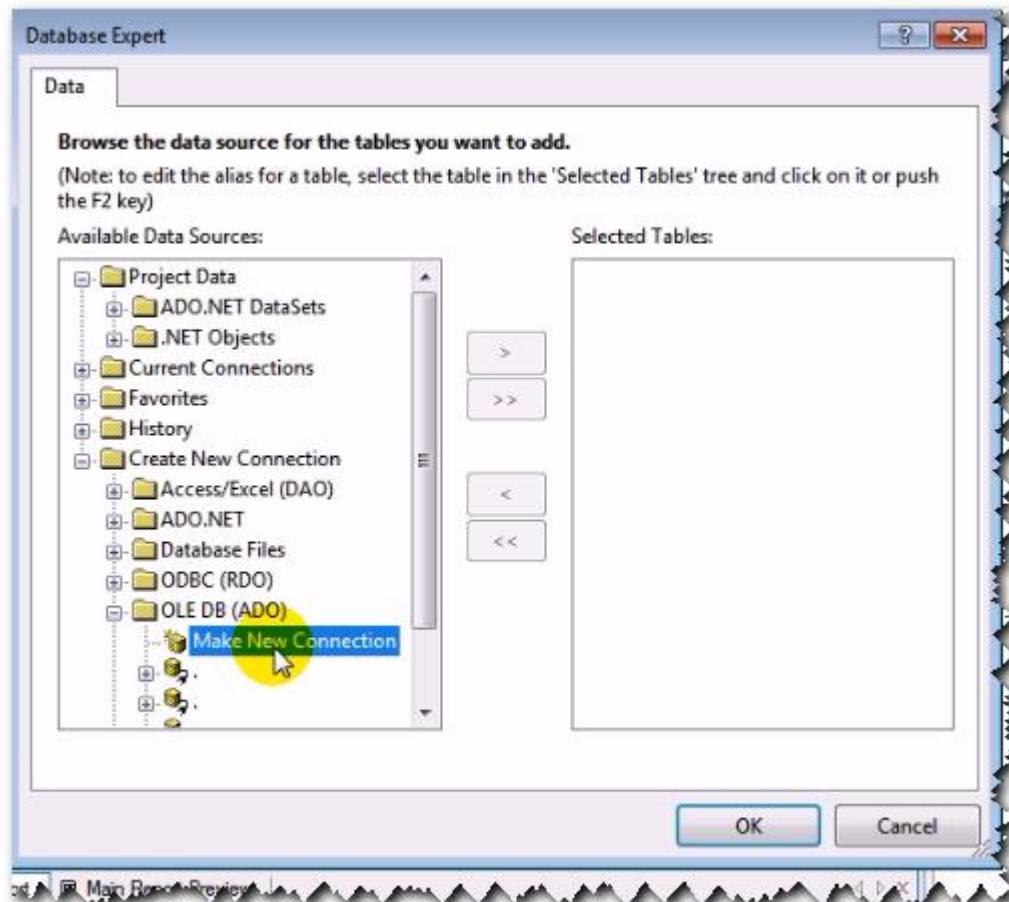 Database Expert
Data
Browse the data source for the tables you want to add.
(Note: to edit the alias for a table, select the table in the 'Selected Tables' tree and click on it or push
the F2 key)
Available Data Sources:
Selected Tables:
Project Data
ADO.NET DataSets
.NET Objects
Current Connections
Favorites
History
Create New Connection
Access/Excel (DAO)
ADO.NET
Database Files
ODBC (RDO)
OLE DB (ADO)
Make New Connection
.
.
>
>>
<
<<
OK
Cancel
Main Report Preview